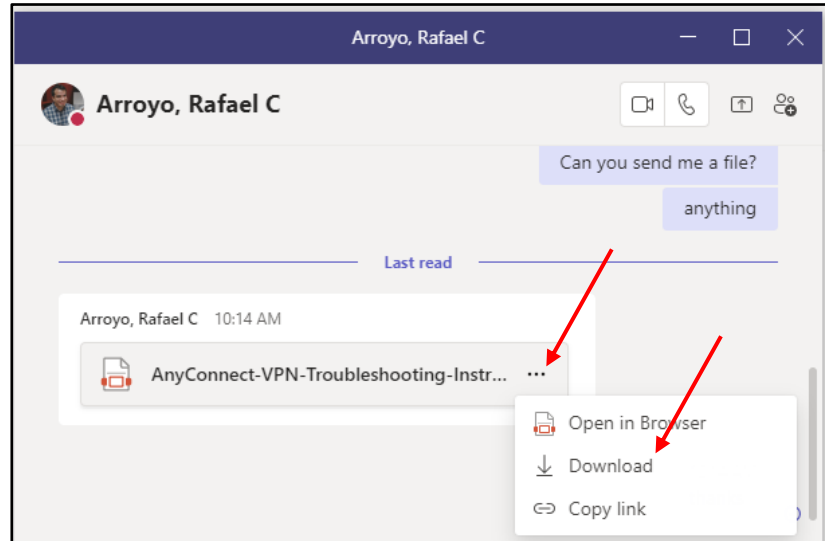 Arroyo, Rafael C
Arroyo, Rafael C
Can you send me a file?
anything
Last read
Arroyo, Rafael C 10:14 AM
AnyConnect-VPN-Troubleshooting-Instr... ...
Open in Browser
Download
Copy link